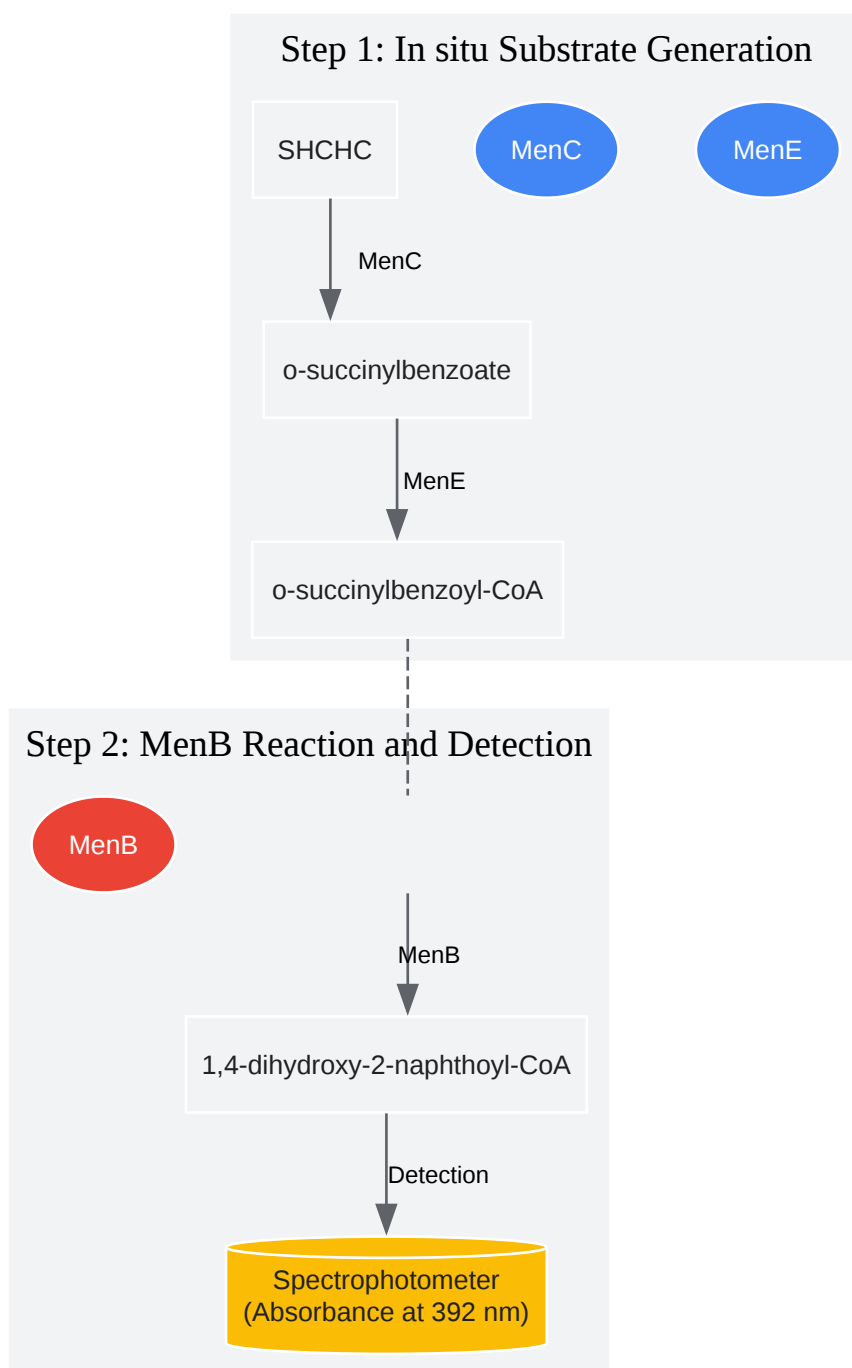 Step 1: In situ Substrate Generation
SHCHC
MenC
MenE
MenC
o-succinylbenzoate
MenE
o-succinylbenzoyl-CoA
Step 2: MenB Reaction and Detection
MenB
MenB
1,4-dihydroxy-2-naphthoyl-CoA
Detection
Spectrophotometer
(Absorbance at 392 nm)